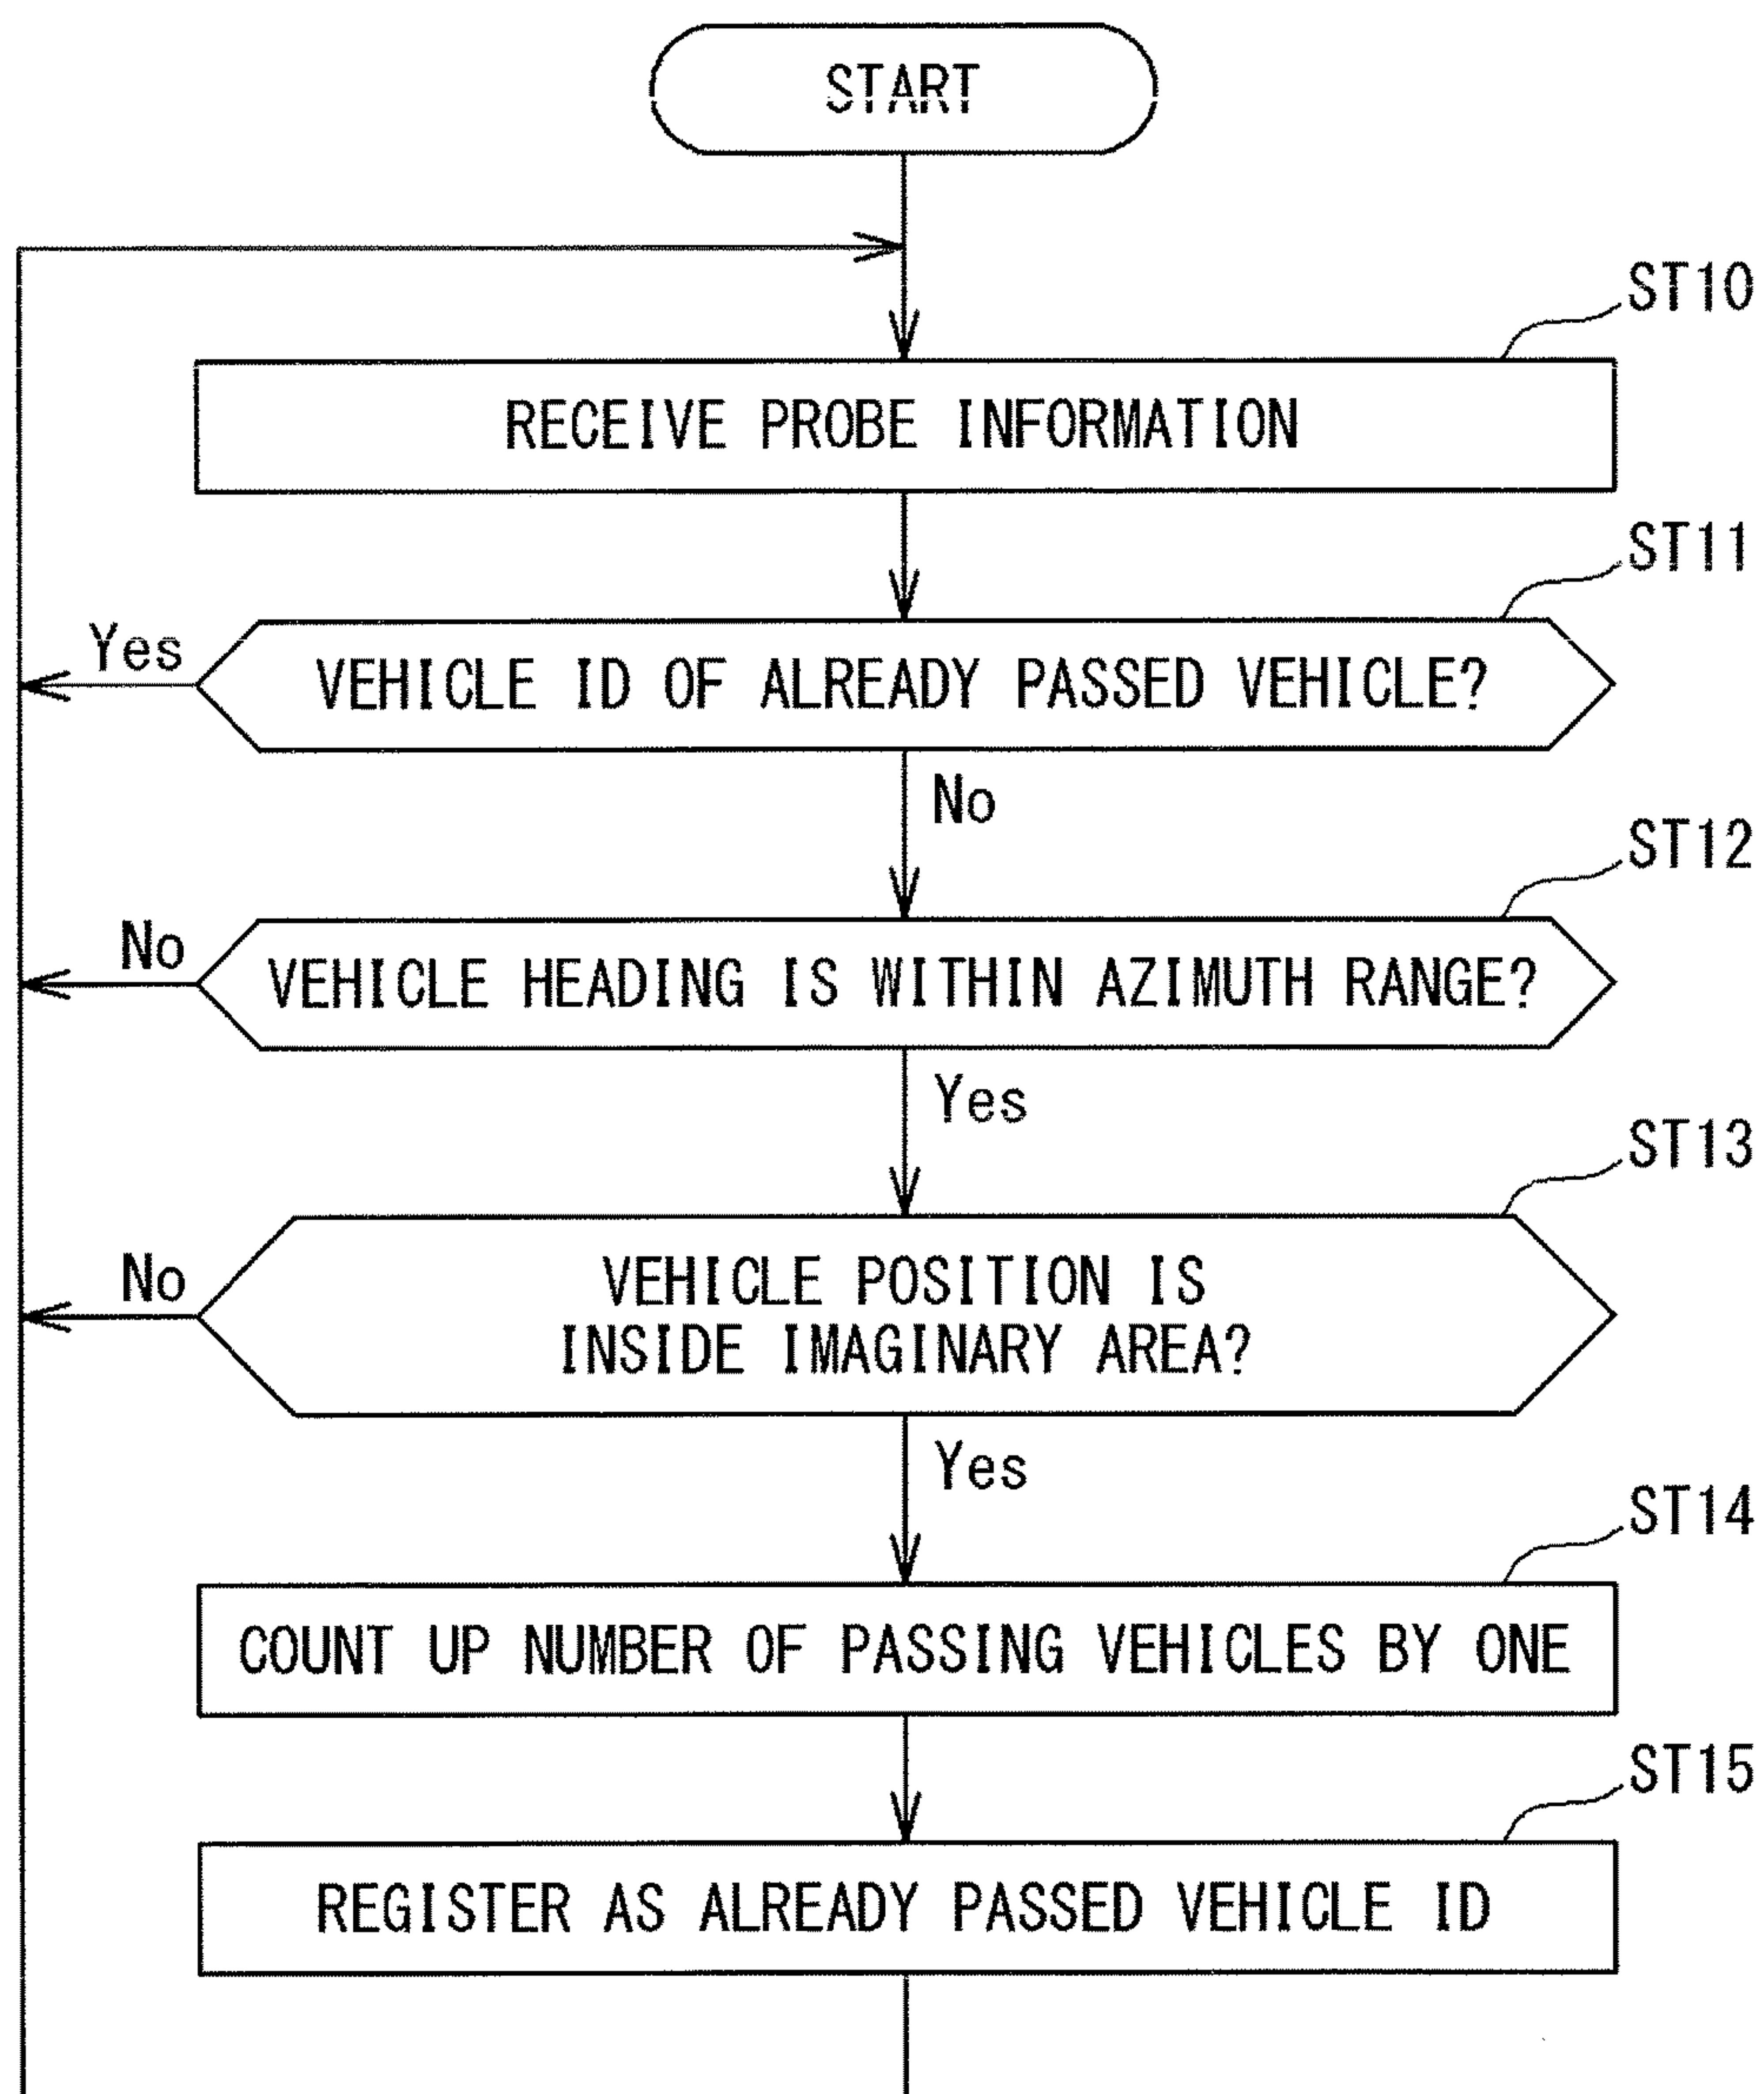 START
ST10
RECEIVE PROBE INFORMATION
ST11
Yes
VEHICLE ID OF ALREADY PASSED VEHICLE?
No
ST12
No
VEHICLE HEADING IS WITHIN AZIMUTH RANGE?
Yes
ST13
No
VEHICLE POSITION IS
INSIDE IMAGINARY AREA?
Yes
ST14
COUNT UP NUMBER OF PASSING VEHICLES BY ONE
ST15
REGISTER AS ALREADY PASSED VEHICLE ID